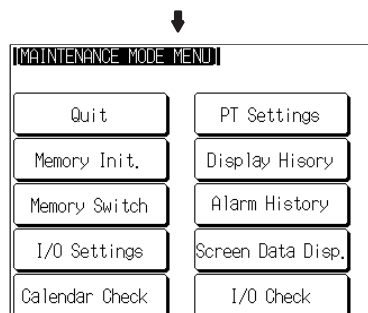 [MAINTENANCE MODE MENU]
Quit
PT Settings
Memory Init.
Display Hisory
Memory Switch
Alarm History
I/O Settings
Screen Data Disp.
Calendar Check
I/O Check